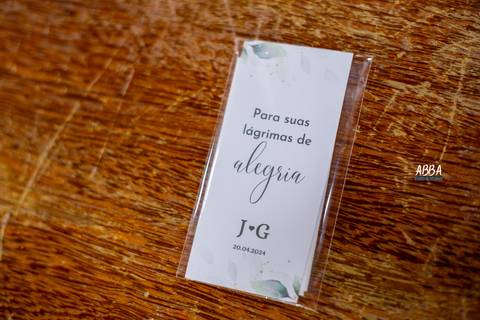 Para suas
lágrimas de
alegria
J♥G
20.04.2024
ABBA